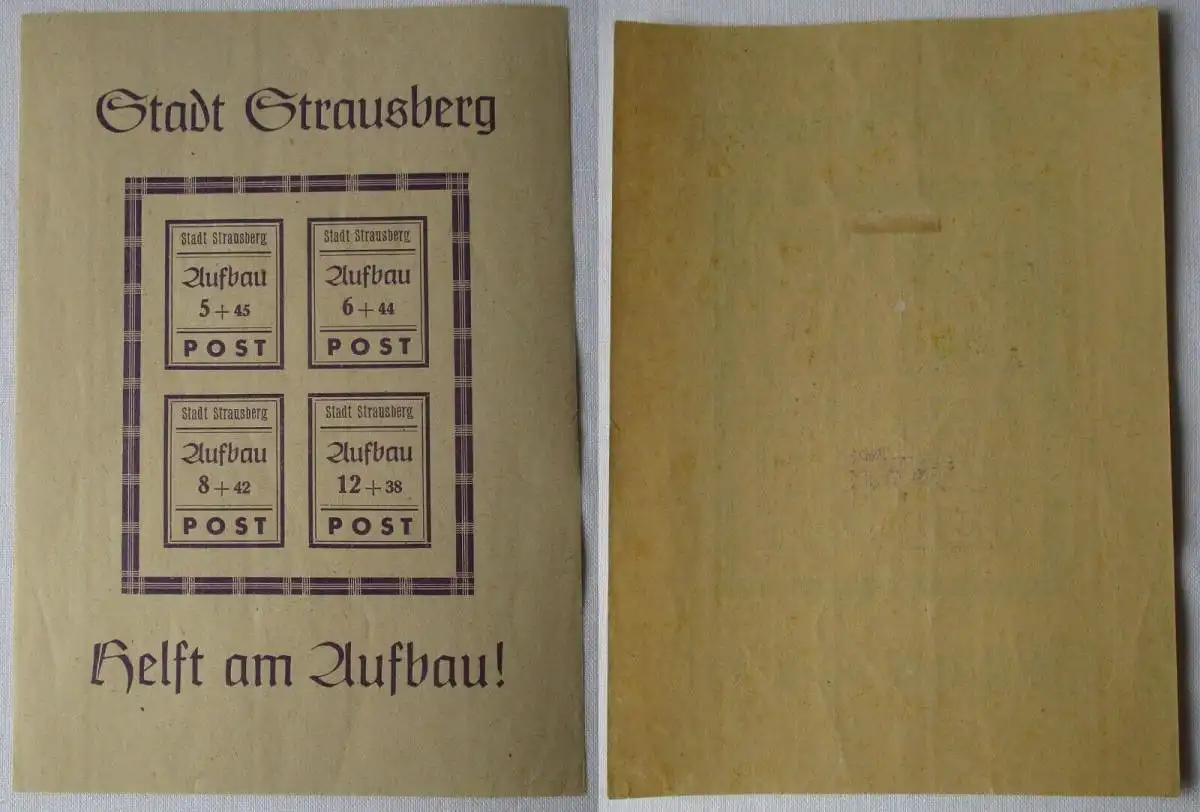 Stadt Strausberg
Stadt Strausberg
Aufbau
5 + 45
POST
Stadt Strausberg
Aufbau
6 + 44
POST
Stadt Strausberg
Aufbau
8 + 42
POST
Stadt Strausberg
Aufbau
12 + 38
POST
Helft am Aufbau!